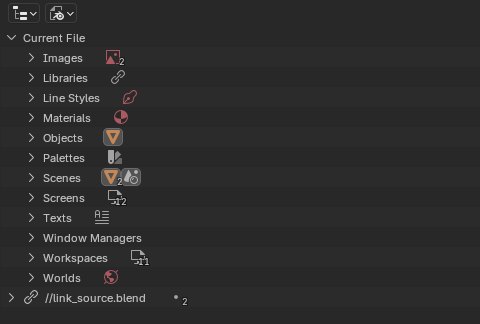 Current File
Images 2
Libraries
Line Styles
Materials
Objects
Palettes
Scenes 2
Screens 12
Texts
Window Managers
Workspaces 11
Worlds
//link_source.blend 2